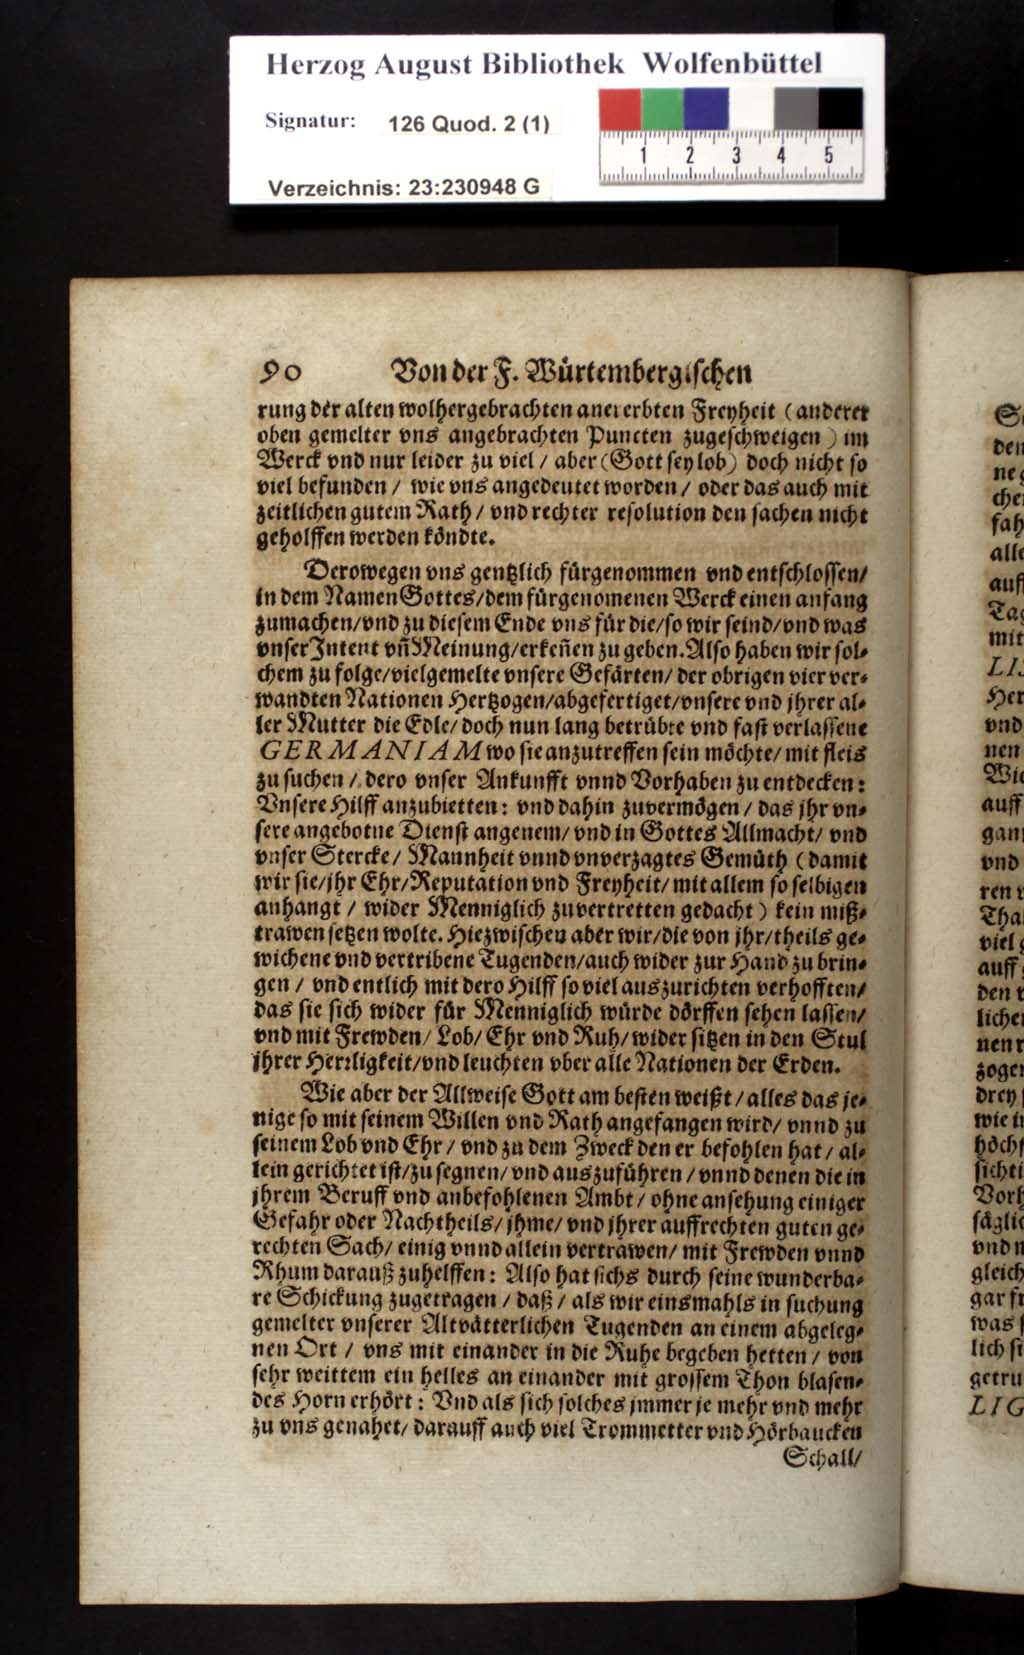 Herzog August Bibliothek Wolfenbüttel
Signatur: 126 Quod. 2 (1)
1 2 3 4 5
Verzeichnis: 23:230948 G
90 Von der F. Würtembergischen
rung der alten wolhergebrachten anererbten Freyheit (anderer
oben gemelter vns angebrachten Puncten zugeschweigen) im
Werck vnd nur leider zu viel / aber (Gott sey lob) doch nicht so
viel befunden / wie vns angedeutet worden / oder das auch mit
zeitlichen gutem Rath / vnd rechter resolution den sachen nicht
geholffen werden köndte.
Derowegen vns gentzlich fürgenommen vnd entschlossen/
in dem Namen Gottes/dem fürgenomenen Werck einen anfang
zumachen/vnd zu diesem Ende vns für die/so wir seind/vnd was
vnser Intent vn̄ Meinung/erken̄en zu geben. Also haben wir sol-
chem zu folge/vielgemelte vnsere Gefärten/ der obrigen vier ver-
wandten Nationen Hertzogen/abgefertiget/vnsere vnd jhrer al-
ler Mutter die Edle/ doch nun lang betrübte vnd fast verlassene
GERMANIAM wo sie anzutreffen sein möchte/ mit fleis
zu suchen / dero vnser Ankunfft vnnd Vorhaben zu entdecken:
Vnsere Hilff anzubietten: vnd dahin zuvermögen / das jhr vn-
sere angebotne Dienst angenem/ vnd in Gottes Allmacht/ vnd
vnser Stercke/ Mannheit vnnd vnverzagtes Gemüth (damit
wir sie/jhr Ehr/Reputation vnd Freyheit/ mit allem so selbigen
anhangt / wider Menniglich zuvertretten gedacht) kein miß-
trawen setzen wolte. Hiezwischen aber wir/die von jhr/theils ge-
wichene vnd vertribene Tugenden/auch wider zur Hand zu brin-
gen / vnd entlich mit dero Hilff so viel auszurichten verhofften/
das sie sich wider für Menniglich würde dörffen sehen lassen/
vnd mit Frewden/ Lob/ Ehr vnd Ruh/ wider sitzen in den Stul
jhrer Herrligkeit/vnd leuchten vber alle Nationen der Erden.
Wie aber der Allweise Gott am besten weißt / alles das je-
nige so mit seinem Willen vnd Rath angefangen wird/ vnnd zu
seinem Lob vnd Ehr / vnd zu dem Zweck den er befohlen hat / al-
lein gerichtet ist/zu segnen/ vnd auszuführen / vnnd denen die in
jhrem Beruff vnd anbefohlenen Ambt / ohne ansehung einiger
Gefahr oder Nachtheils/ jhme/ vnd jhrer auffrechten guten ge-
rechten Sach/ einig vnnd allein vertrawen/ mit Frewden vnnd
Rhum darauß zuhelffen: Also hat sichs durch seine wunderba-
re Schickung zugetragen / daß / als wir einsmahls in suchung
gemelter vnserer Altvätterlichen Tugenden an einem abgeleg-
nen Ort / vns mit einander in die Ruhe begeben hetten / von
sehr weittem ein helles an einander mit grossem Thon blasen-
des Horn erhört: Vnd als sich solches jmmer je mehr vnd mehr
zu vns genahet/ darauff auch viel Trommetter vnd Hörbaucken
Schall/